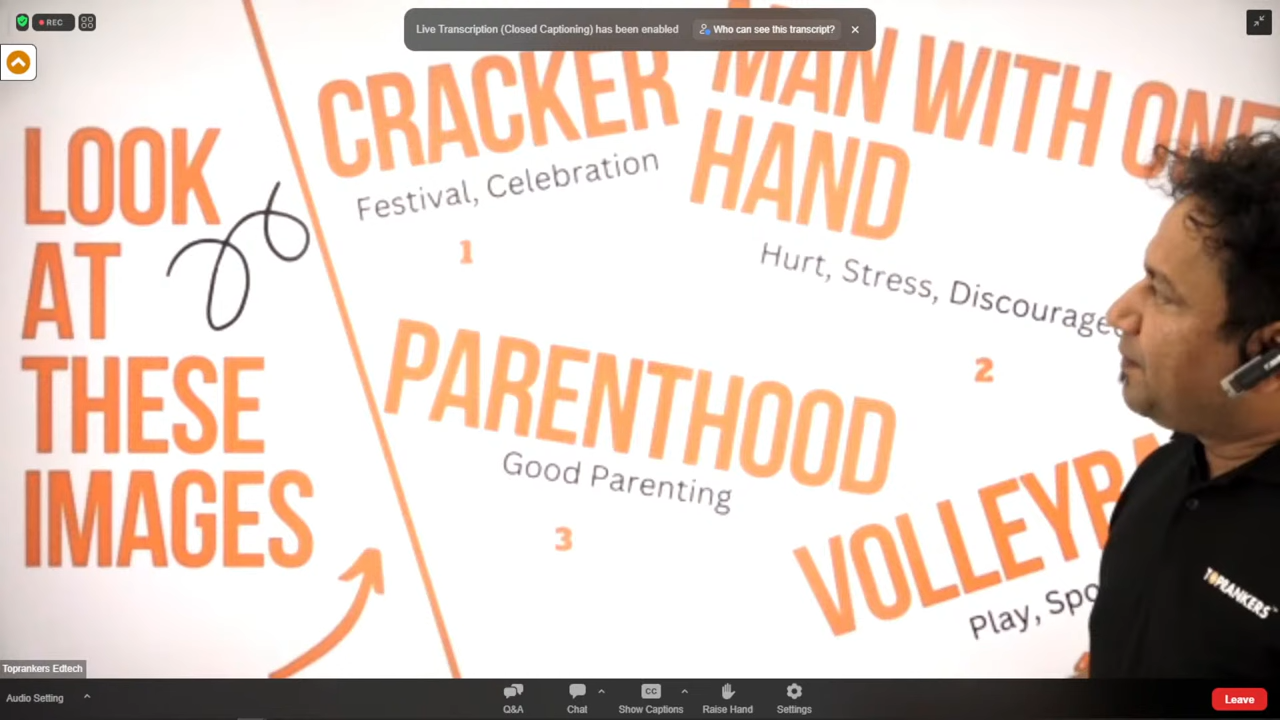 REC
Live Transcription (Closed Captioning) has been enabled
Who can see this transcript?
LOOK
AT
THESE
IMAGES
CRACKER
Festival, Celebration
1
MAN WITH ONE
HAND
Hurt, Stress, Discouraged
2
PARENTHOOD
Good Parenting
3
VOLLEYBA
Play, Spo
TOPRANKERS
Toprankers Edtech
Audio Setting
Q&A
Chat
CC
Show Captions
Raise Hand
Settings
Leave